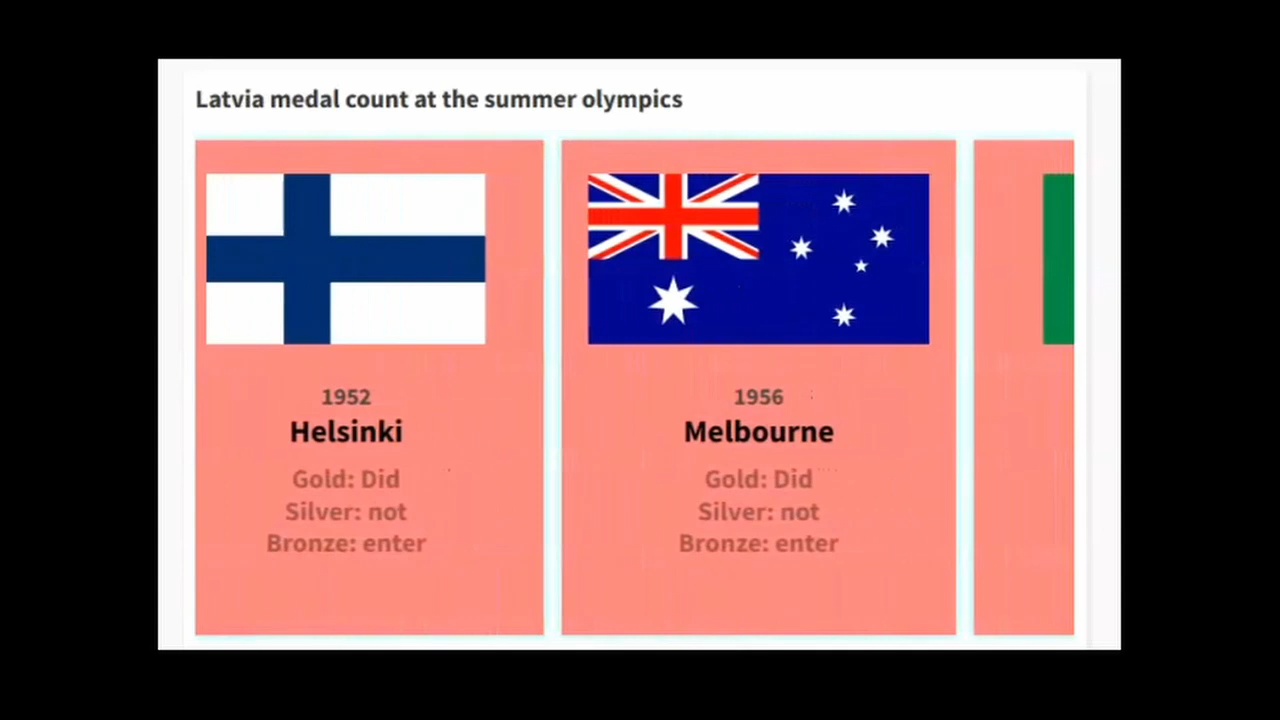 Latvia medal count at the summer olympics
1952
Helsinki
Gold: Did
Silver: not
Bronze: enter
1956
Melbourne
Gold: Did
Silver: not
Bronze: enter